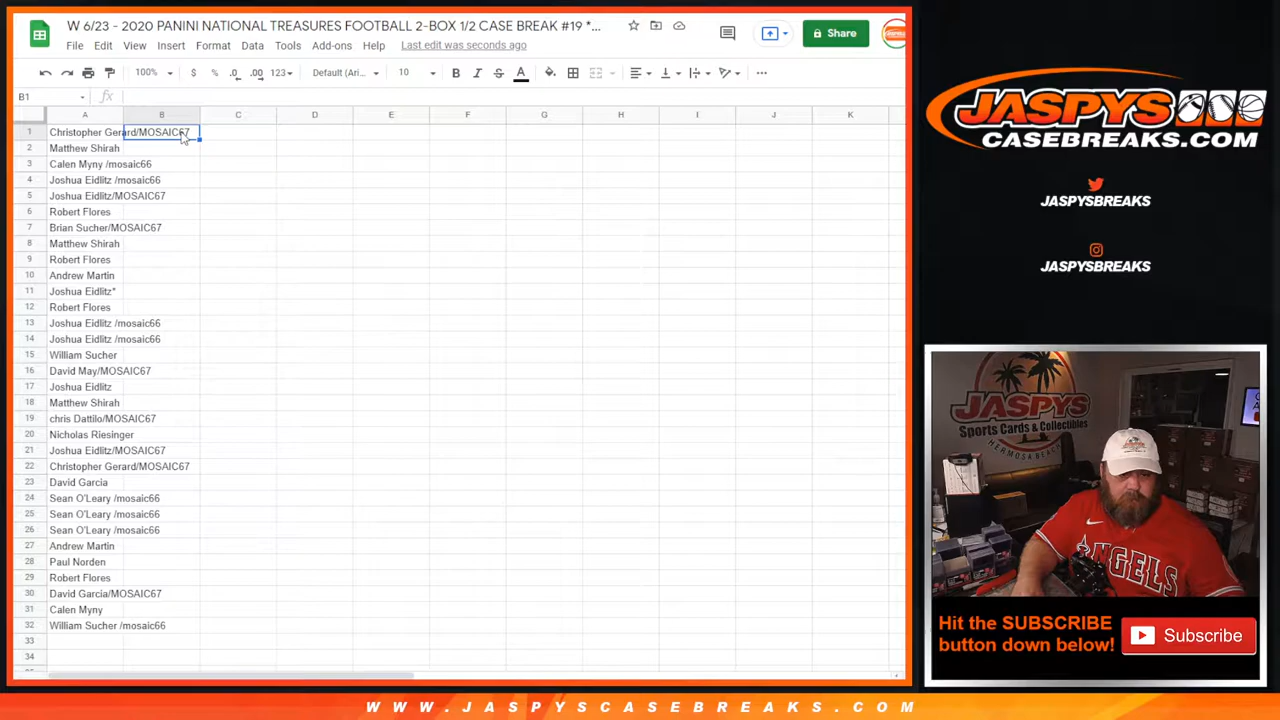 W 6/23 - 2020 PANINI NATIONAL TREASURES FOOTBALL 2-BOX 1/2 CASE BREAK #19 *...
File Edit View Insert Format Data Tools Add-ons Help Last edit was seconds ago
Share
100% $ % .0 .00 123 Default (Ari... 10 B I S A
B1 fx
A B C D E F G H I J K
1 Christopher Gerard/MOSAIC67
2 Matthew Shirah
3 Calen Myny /mosaic66
4 Joshua Eidlitz /mosaic66
5 Joshua Eidlitz/MOSAIC67
6 Robert Flores
7 Brian Sucher/MOSAIC67
8 Matthew Shirah
9 Robert Flores
10 Andrew Martin
11 Joshua Eidlitz*
12 Robert Flores
13 Joshua Eidlitz /mosaic66
14 Joshua Eidlitz /mosaic66
15 William Sucher
16 David May/MOSAIC67
17 Joshua Eidlitz
18 Matthew Shirah
19 chris Dattilo/MOSAIC67
20 Nicholas Riesinger
21 Joshua Eidlitz/MOSAIC67
22 Christopher Gerard/MOSAIC67
23 David Garcia
24 Sean O'Leary /mosaic66
25 Sean O'Leary /mosaic66
26 Sean O'Leary /mosaic66
27 Andrew Martin
28 Paul Norden
29 Robert Flores
30 David Garcia/MOSAIC67
31 Calen Myny
32 William Sucher /mosaic66
33
34
JASPYS
CASEBREAKS.COM
JASPYSBREAKS
JASPYSBREAKS
JASPYS
Sports Cards & Collectibles
HERMOSA BEACH
ANGELS
Hit the SUBSCRIBE
button down below!
Subscribe
WWW.JASPYSCASEBREAKS.COM